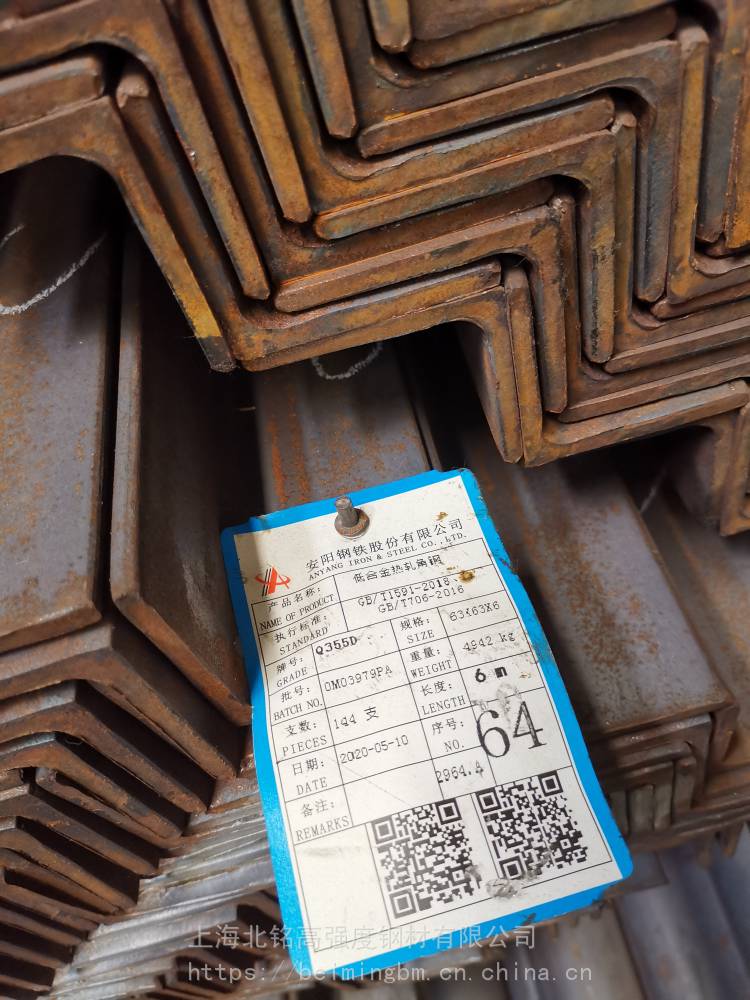 安阳钢铁股份有限公司
ANYANG IRON & STEEL CO.,LTD.
产品名称: 低合金热轧角钢
NAME OF PRODUCT
执行标准: GB/T1591-2018
STANDARD GB/T706-2016
牌号: Q355D 规格: 63X63X6
GRADE SIZE
批号: 0M03979PA 重量: 4942 kg
BATCH NO. WEIGHT
支数: 144 支 长度: 6 m
PIECES LENGTH
日期: 2020-05-10 序号: 64
DATE NO.
备注: 2964.A
REMARKS
上海北铭高强度钢材有限公司
https://beimingbm.cn.china.cn